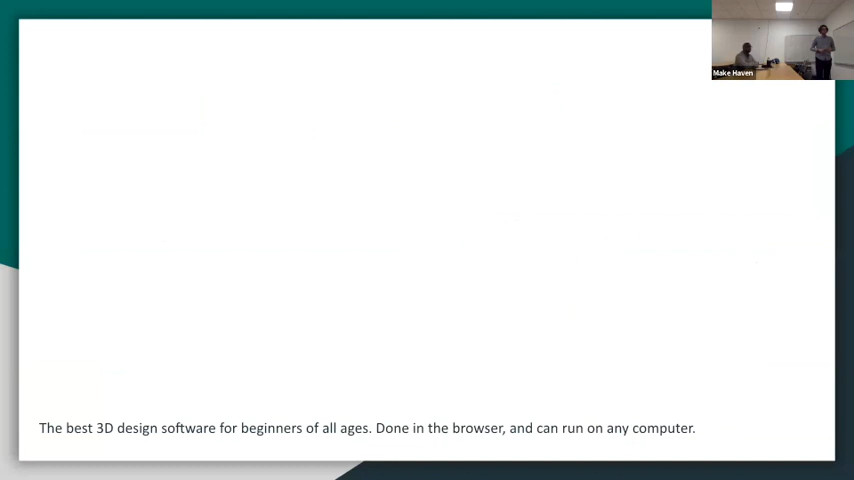 Make Haven
The best 3D design software for beginners of all ages. Done in the browser, and can run on any computer.